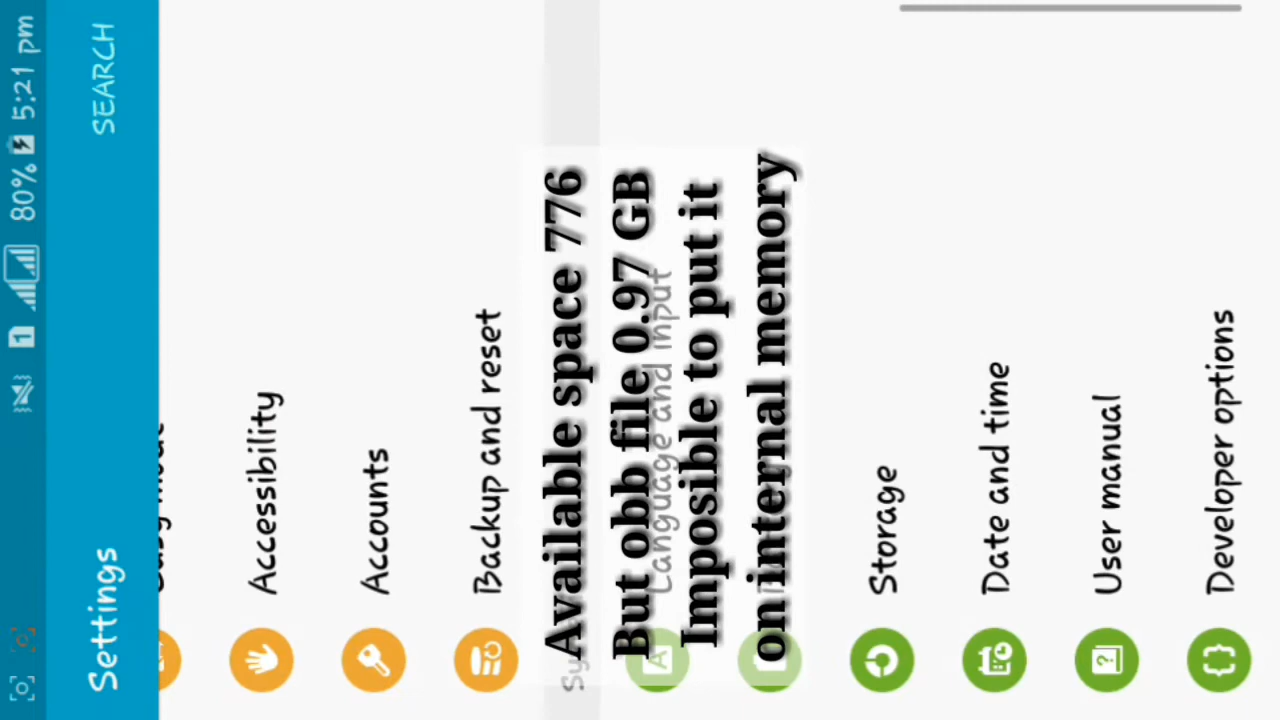 80% 5:21 pm
Settings
SEARCH
Accessibility
Accounts
Backup and reset
Available space 776
But obb file 0.97 GB
Language and input
Imposible to put it
on internal memory
Storage
Date and time
User manual
Developer options